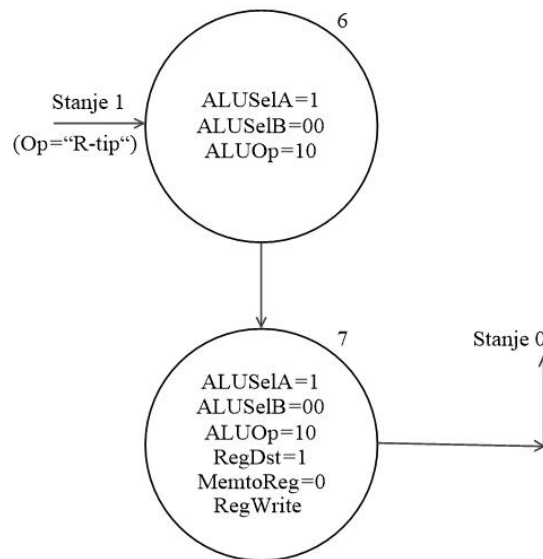 6
Stanje 1
(Op=“R-tip“)
ALUSelA=1
ALUSelB=00
ALUOp=10
7
Stanje 0
ALUSelA=1
ALUSelB=00
ALUOp=10
RegDst=1
MemtoReg=0
RegWrite